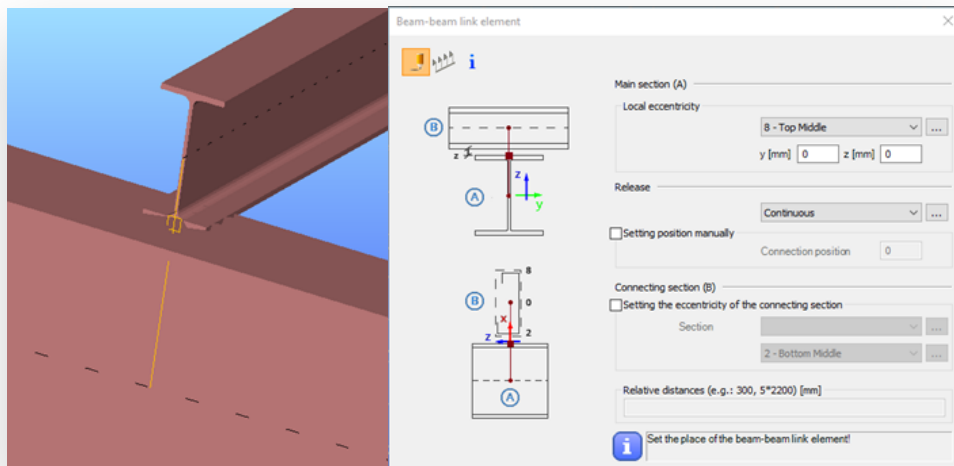 Beam-beam link element
i
Main section (A)
Local eccentricity
8 - Top Middle
...
y [mm] 0 z [mm] 0
Release
Continuous
...
Setting position manually
Connection position 0
Connecting section (B)
Setting the eccentricity of the connecting section
Section
...
2 - Bottom Middle
...
Relative distances (e.g.: 300, 5*2200) [mm]
i
Set the place of the beam-beam link element!
B
z
z
A
y
8
B
0
x
z
2
A